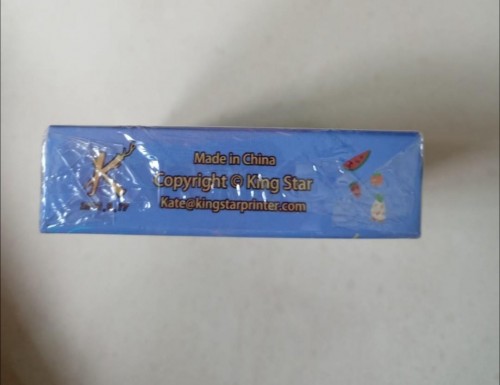 Made in China
Copyright © King Star
Kate@kingstarprinter.com
K